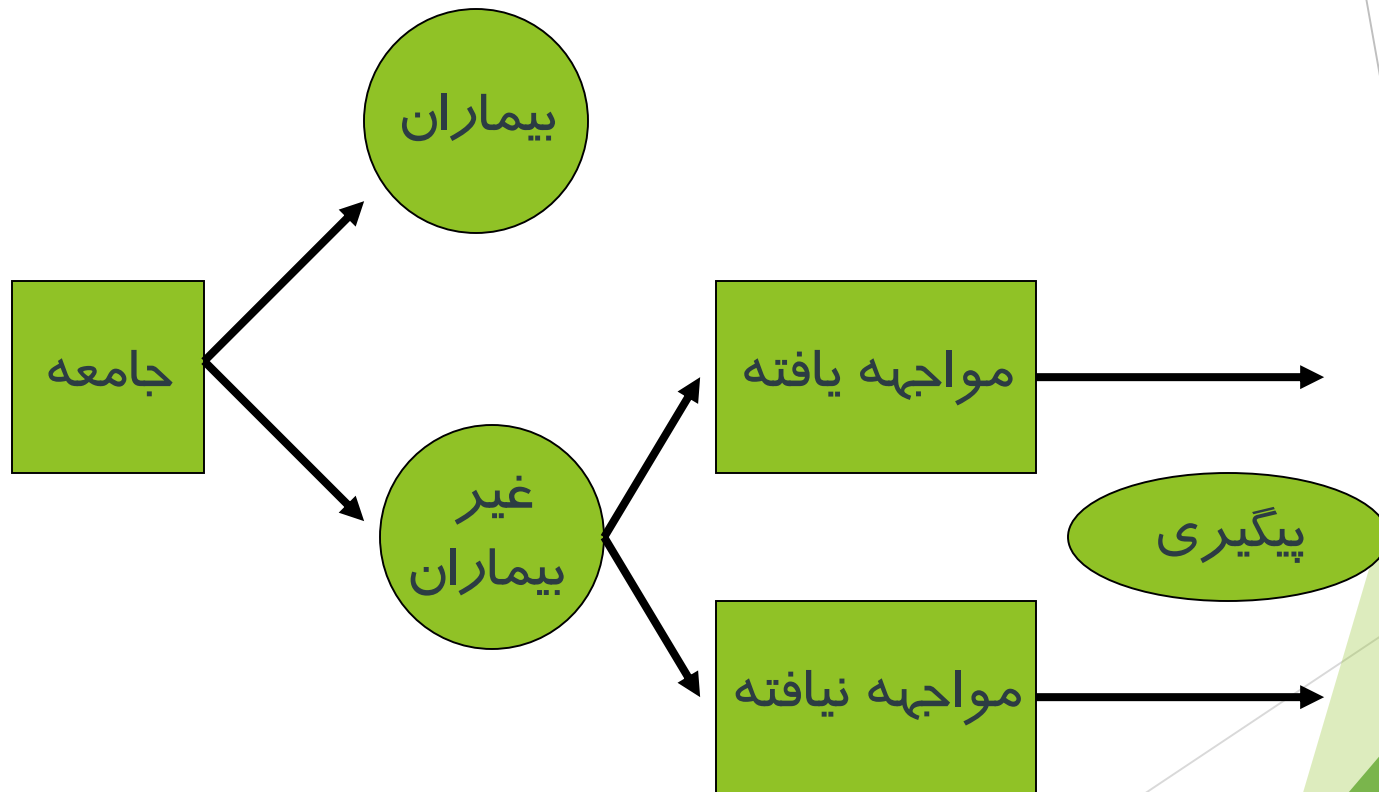 بیماران
جامعه
غیر
بیماران
مواجهه یافته
پیگیری
مواجهه نیافته